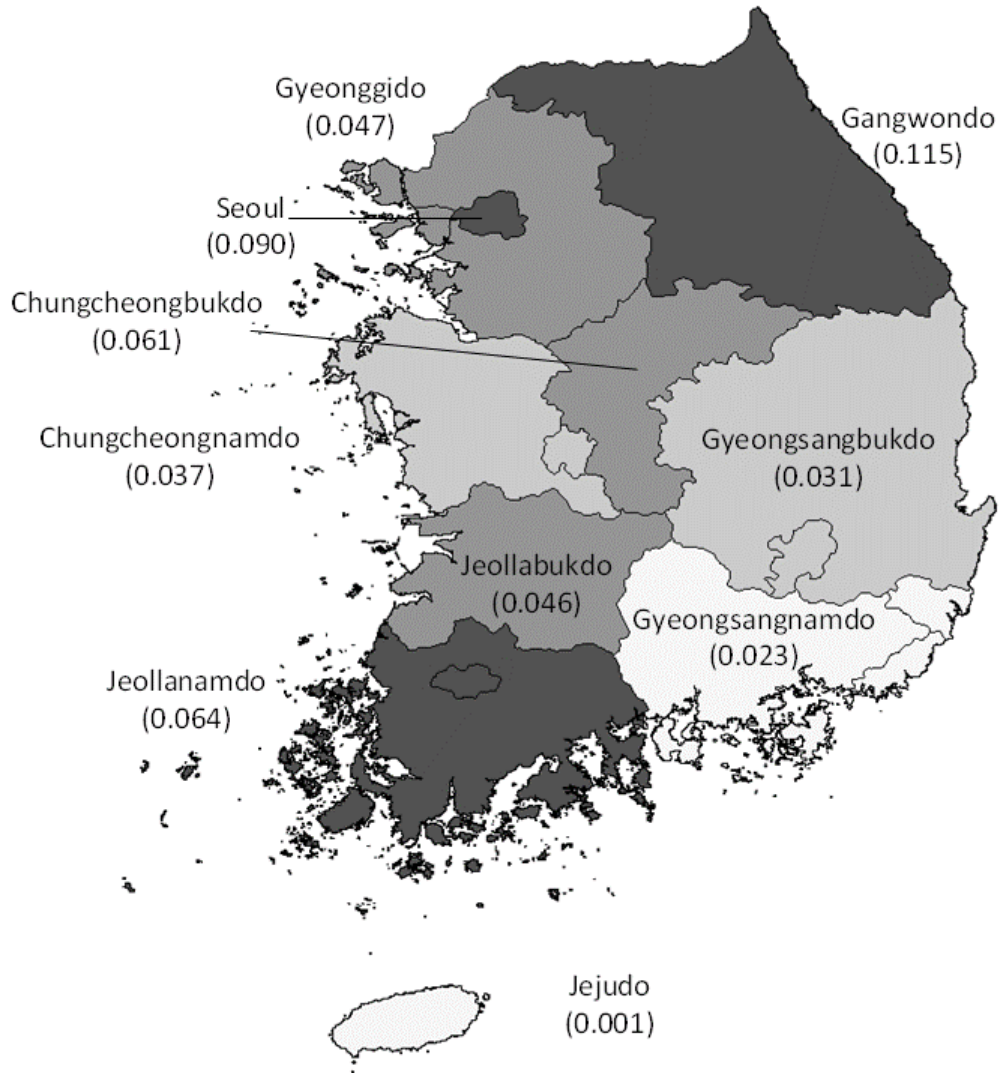 Gyeonggido
(0.047)
Gangwondo
(0.115)
Seoul
(0.090)
Chungcheongbukdo
(0.061)
Chungcheongnamdo
(0.037)
Gyeongsangbukdo
(0.031)
Jeollabukdo
(0.046)
Gyeongsangnamdo
(0.023)
Jeollanamdo
(0.064)
Jejudo
(0.001)